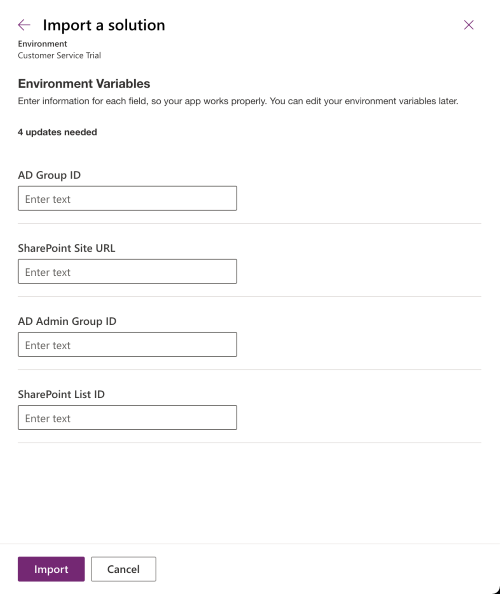 Import a solution
Environment
Customer Service Trial
Environment Variables
Enter information for each field, so your app works properly. You can edit your environment variables later.
4 updates needed
AD Group ID
Enter text
SharePoint Site URL
Enter text
AD Admin Group ID
Enter text
SharePoint List ID
Enter text
Import
Cancel